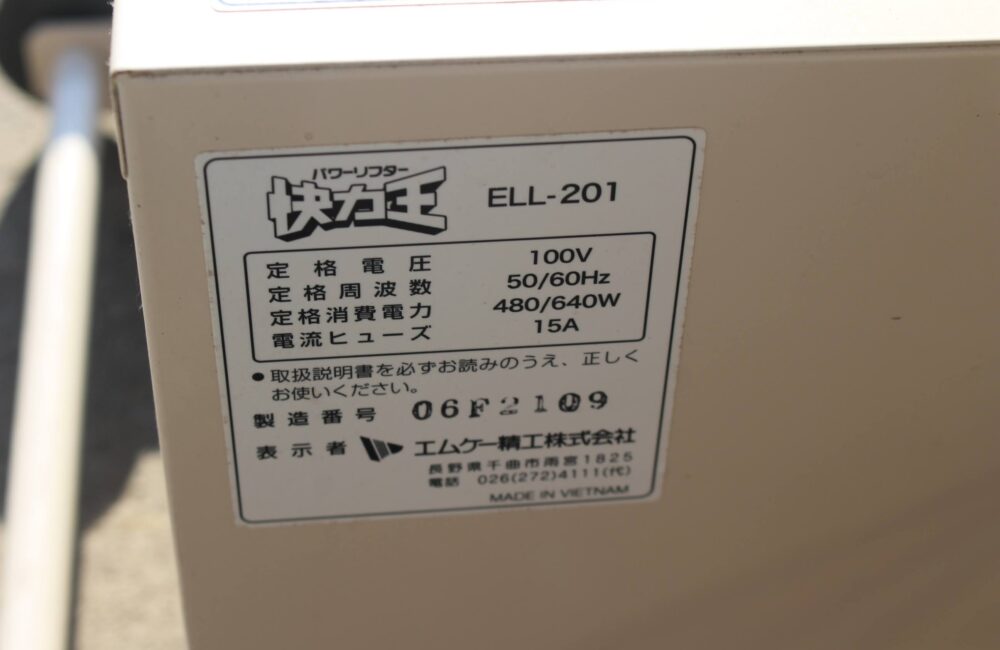 パワーリフター
快力王 ELL-201
定格電圧 100V
定格周波数 50/60Hz
定格消費電力 480/640W
電流ヒューズ 15A
●取扱説明書を必ずお読みのうえ、正しく
お使いください。
製造番号 06F2109
表示者 エムケー精工株式会社
長野県千曲市雨宮1825
電話 026(272)4111(代)
MADE IN VIETNAM